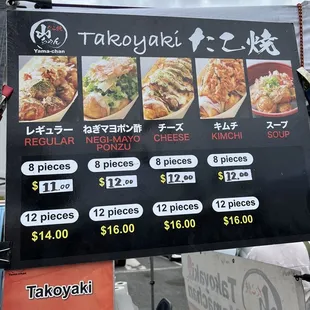 Takoyaki たこ焼
Yama-chan
レギュラー
REGULAR
ねぎマヨポン酢
NEGI-MAYO
PONZU
チーズ
CHEESE
キムチ
KIMCHI
スープ
SOUP
8 pieces
$11.00
8 pieces
$12.00
8 pieces
$12.00
8 pieces
$12.00
12 pieces
$14.00
12 pieces
$16.00
12 pieces
$16.00
12 pieces
$16.00
Takoyaki
Takoyaki
Yamachan